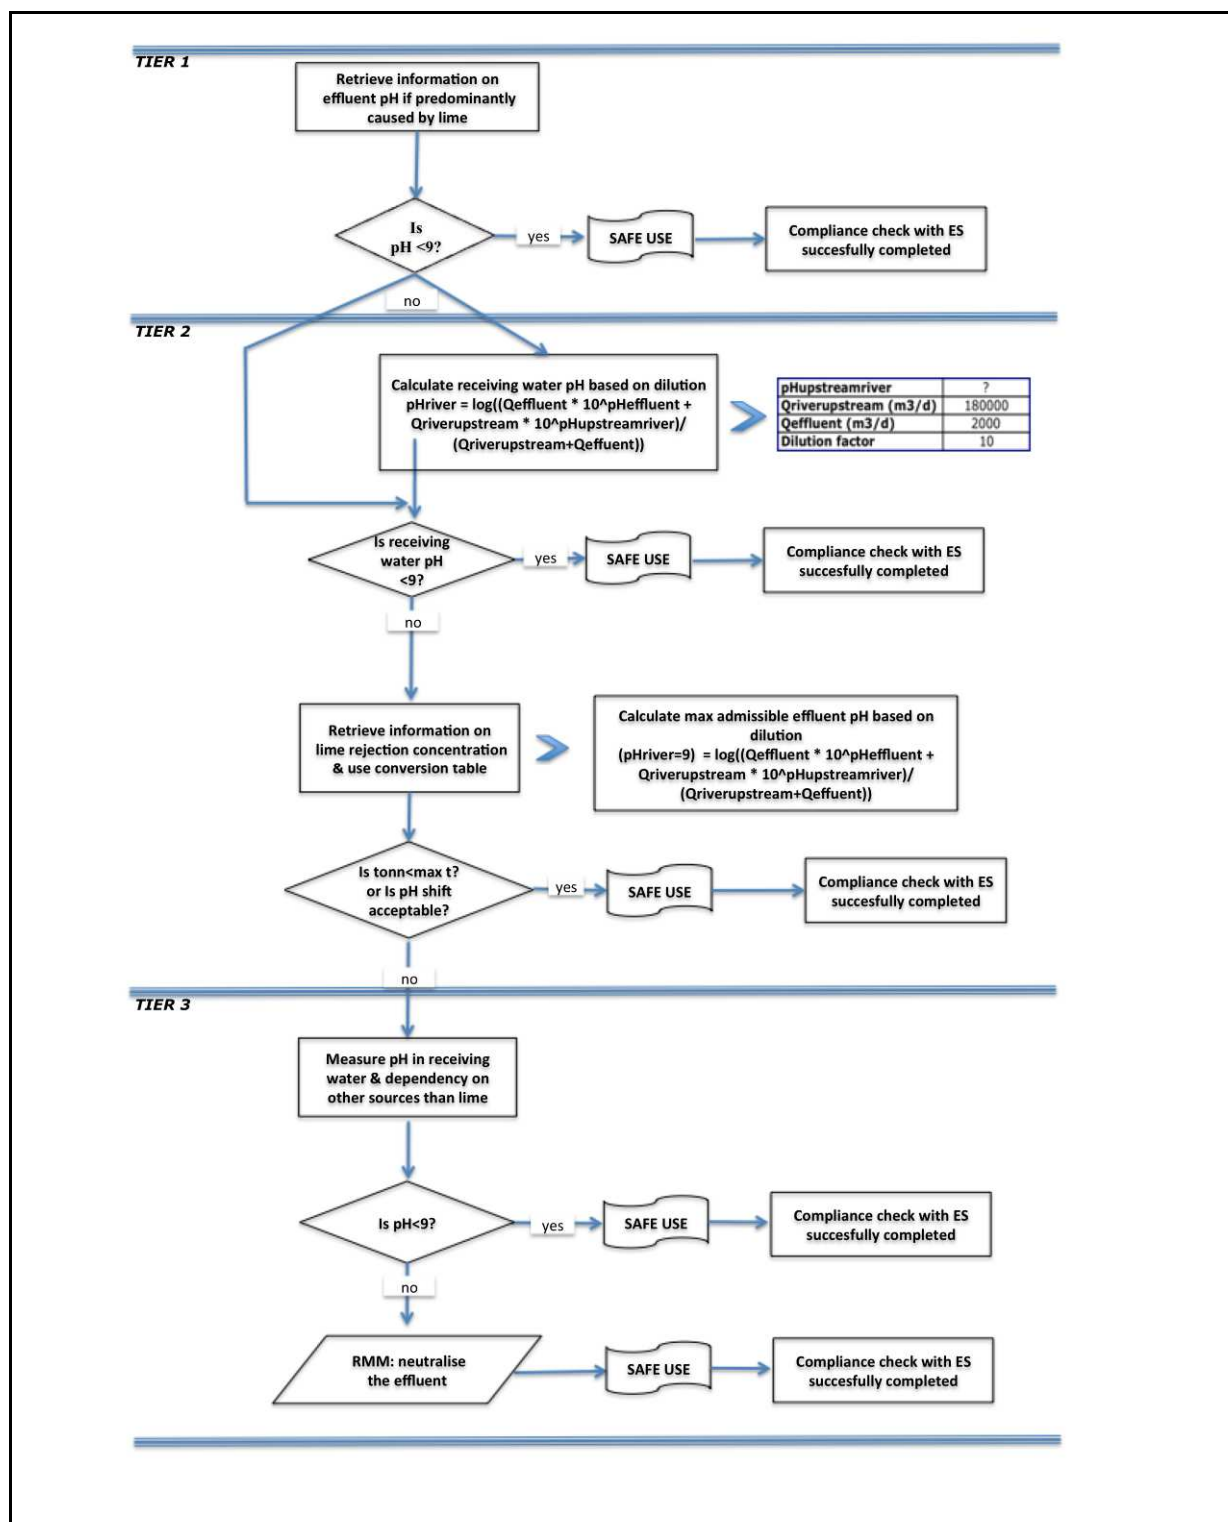 TIER 1
Retrieve information on
effluent pH if predominantly
caused by lime
Is
pH <9?
yes
SAFE USE
Compliance check with ES
succesfully completed
no
TIER 2
Calculate receiving water pH based on dilution
pHriver = log((Qeffluent * 10^pHeffluent +
Qriverupstream * 10^pHupstreamriver)/
(Qriverupstream+Qeffuent))
pHupstreamriver ?
Qriverupstream (m3/d) 180000
Qeffluent (m3/d) 2000
Dilution factor 10
Is receiving
water pH
<9?
yes
SAFE USE
Compliance check with ES
succesfully completed
no
Retrieve information on
lime rejection concentration
& use conversion table
Calculate max admissible effluent pH based on
dilution
(pHriver=9) = log((Qeffluent * 10^pHeffluent +
Qriverupstream * 10^pHupstreamriver)/
(Qriverupstream+Qeffuent))
Is tonn<max t?
or Is pH shift
acceptable?
yes
SAFE USE
Compliance check with ES
succesfully completed
no
TIER 3
Measure pH in receiving
water & dependency on
other sources than lime
Is pH<9?
yes
SAFE USE
Compliance check with ES
succesfully completed
no
RMM: neutralise
the effluent
SAFE USE
Compliance check with ES
succesfully completed